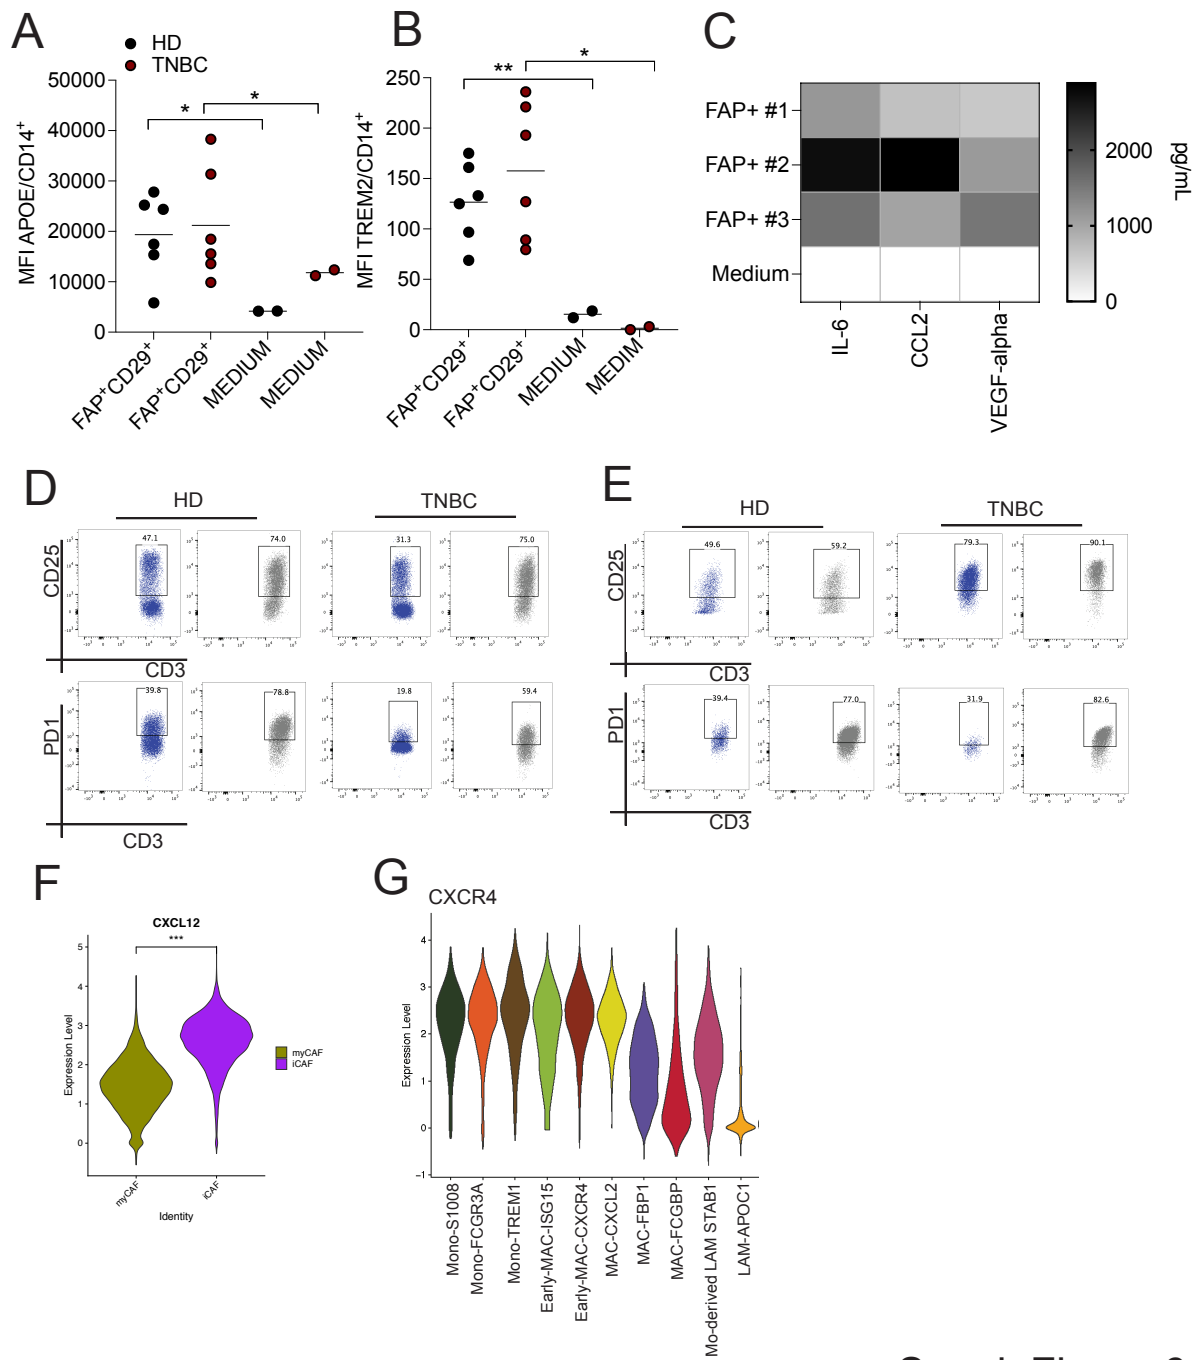 A
HD
TNBC
MFI APOE/CD14+
50000
40000
30000
20000
10000
0
*
*
FAP+CD29+
FAP+CD29+
MEDIUM
MEDIUM
B
MFI TREM2/CD14+
250
200
150
100
50
0
**
*
FAP+CD29+
FAP+CD29+
MEDIUM
MEDIM
C
FAP+ #1
FAP+ #2
FAP+ #3
Medium
IL-6
CCL2
VEGF-alpha
2000
1000
0
pg/mL
D
HD
TNBC
CD25
47.1
74.0
31.3
75.0
CD3
PD1
39.8
78.8
19.8
59.4
CD3
E
HD
TNBC
CD25
49.6
59.2
79.3
90.1
CD3
PD1
39.4
77.0
31.9
82.6
CD3
F
CXCL12
***
Expression Level
5
4
3
2
1
0
myCAF
iCAF
Identity
myCAF
iCAF
G
CXCR4
Expression Level
4
3
2
1
0
−1
Mono-S1008
Mono-FCGR3A
Mono-TREM1
Early-MAC-ISG15
Early-MAC-CXCR4
MAC-CXCL2
MAC-FBP1
MAC-FCGBP
Mo-derived LAM STAB1
LAM-APOC1